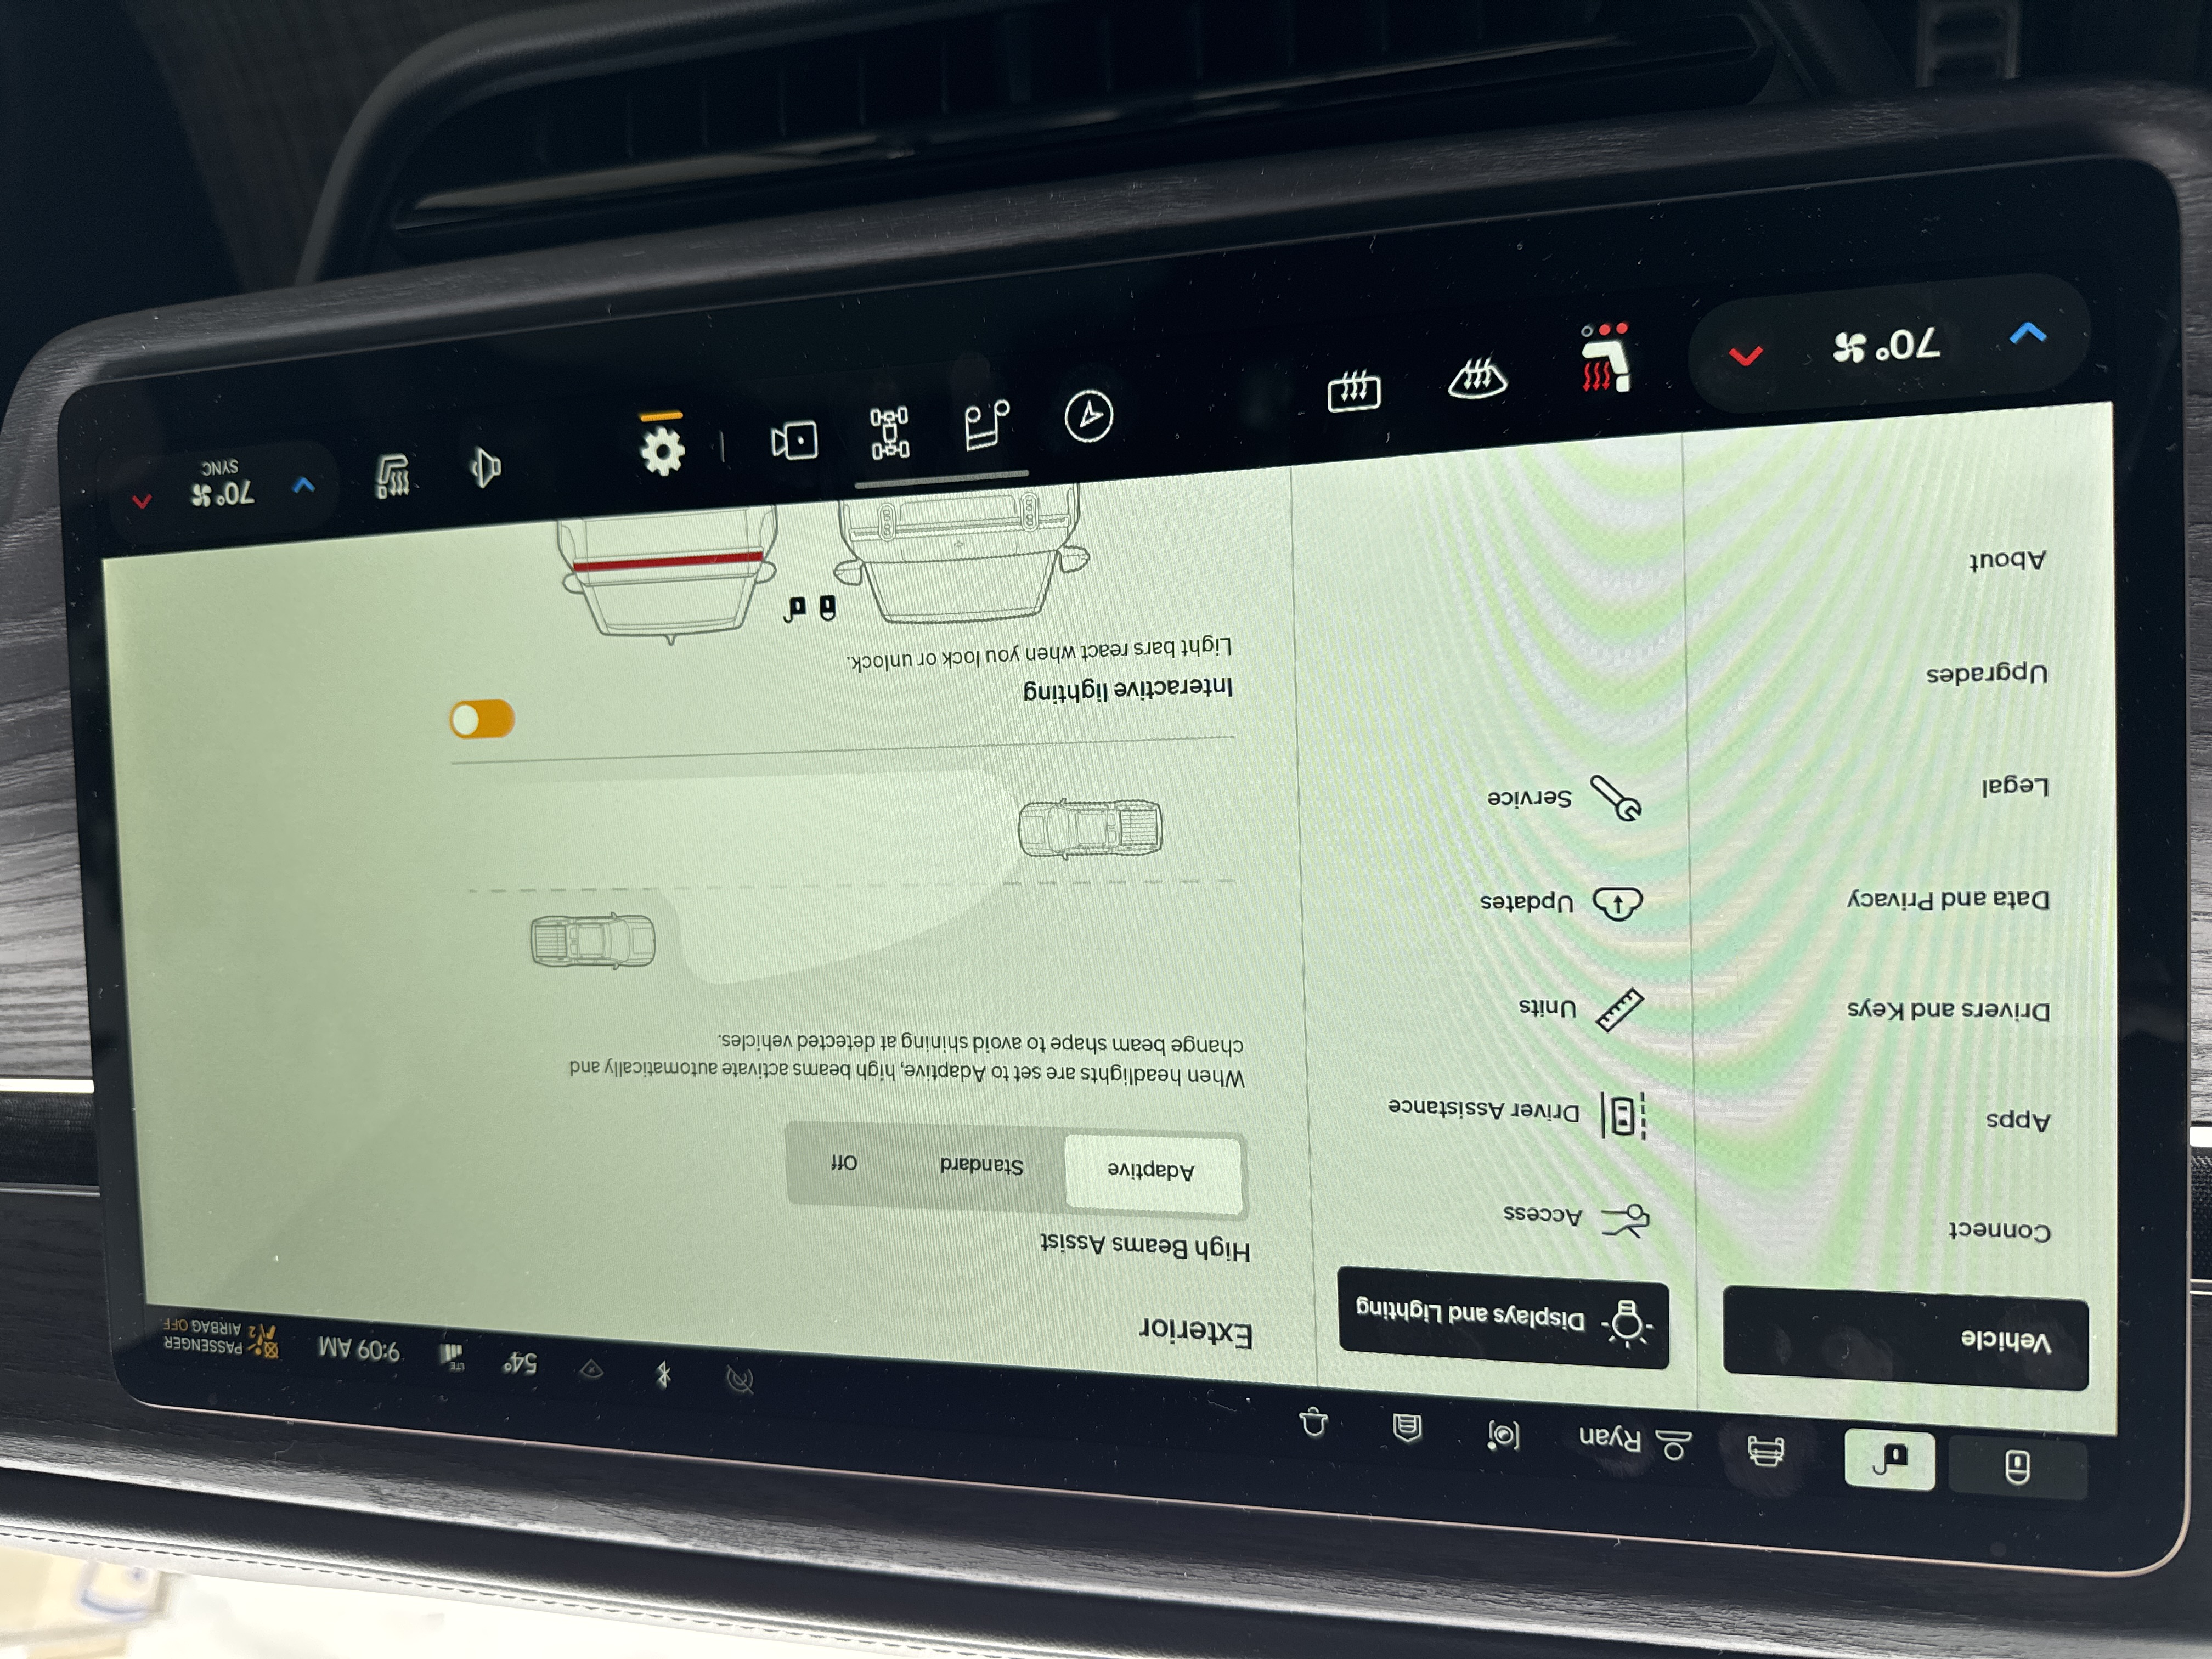 Ryan
54°
LTE
9:09 AM
PASSENGER
AIRBAG OFF
2
Vehicle
Connect
Apps
Drivers and Keys
Data and Privacy
Legal
Upgrades
About
Displays and Lighting
Access
Driver Assistance
Units
Updates
Service
Exterior
High Beams Assist
Adaptive Standard Off
When headlights are set to Adaptive, high beams activate automatically and
change beam shape to avoid shining at detected vehicles.
Interactive lighting
Light bars react when you lock or unlock.
70°
70°
SYNC